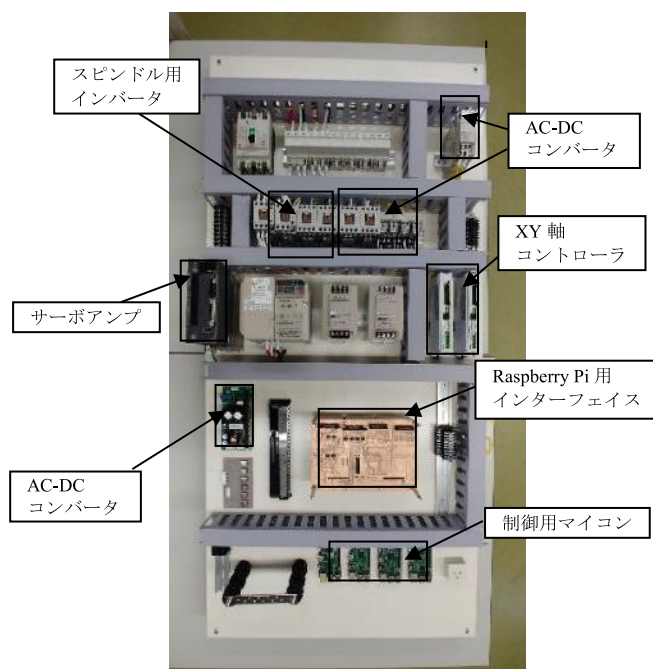 スピンドル用
インバータ
AC-DC
コンバータ
XY 軸
コントローラ
サーボアンプ
Raspberry Pi 用
インターフェイス
AC-DC
コンバータ
制御用マイコン